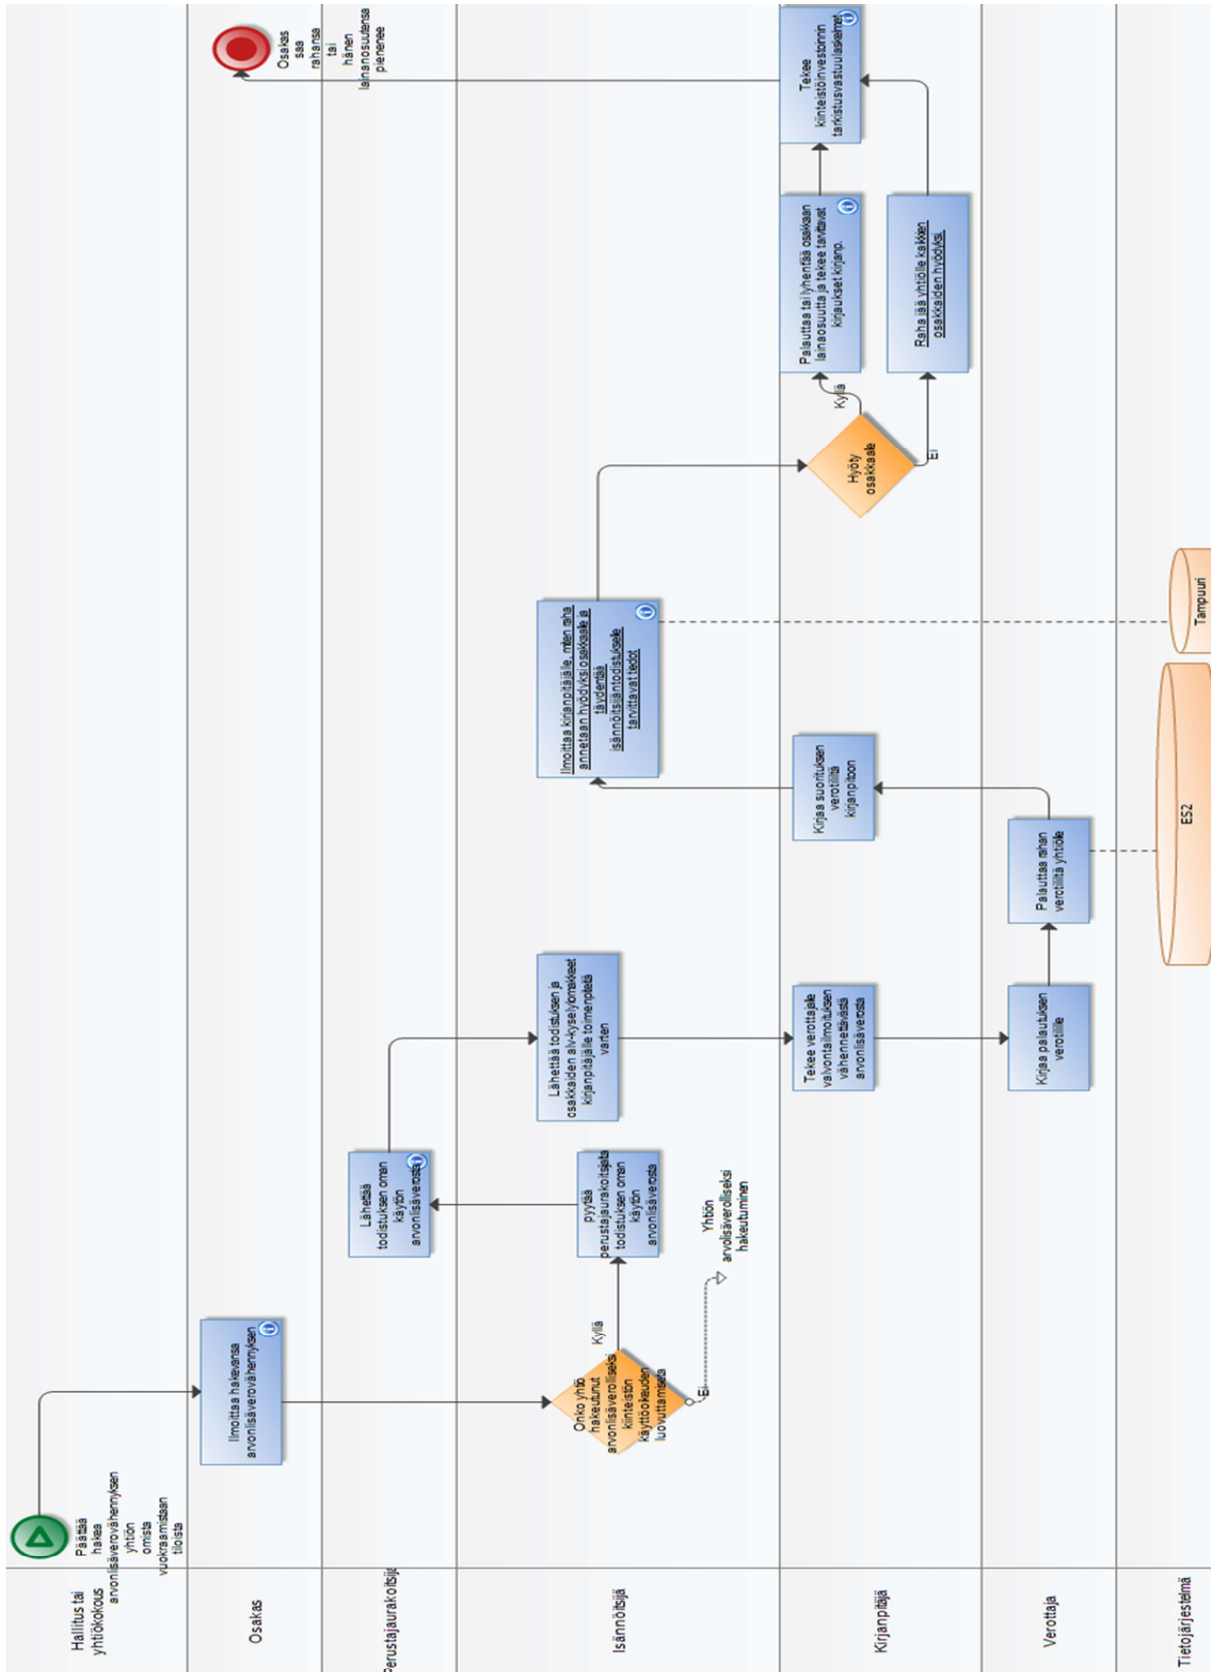 Hallitus tai
yhtiökokous
Päättää
hakea
arvonlisäverovähennyksen
yhtiön
omista
vuokraamistaan
tiloista
Osakas
Ilmoittaa hakevansa
arvonlisäverovähennyksen
Osakas
saa
rahansa
tai
hänen
lainanosuutensa
pienenee
Perustajaurakoitsija
Lähettää
todistuksen oman
käytön
arvonlisäverosta
Isännöitsijä
Onko yhtiö
hakeutunut
arvonlisäverolliseksi
kiinteistön
käyttöoikeuden
luovuttamisesta
Kyllä
Ei
pyytää
perustajaurakoitsijalta
todistuksen oman
käytön
arvonlisäverosta
Yhtiön
arvolisäverolliseksi
hakeutuminen
Lähettää todistuksen ja
osakkaiden alv-kyselylomakkeet
kirjanpitäjälle toimenpiteitä
varten
Ilmoittaa kirjanpitäjälle, miten raha
annetaan hyödyksi osakkaalle ja
täydentää
isännöitsijäntodistukselle
tarvittavat tiedot
Kirjanpitäjä
Tekee verottajalle
valvontailmoituksen
vähennettävästä
arvonlisäverosta
Kirjaa suorituksen
verotililtä
kirjanpitoon
Hyöty
osakkaalle
Kyllä
Ei
Palauttaa tai lyhentää osakkaan
lainaosuutta ja tekee tarvittavat
kirjaukset kirjanp.
Raha jää yhtiölle kaikkien
osakkaiden hyödyksi.
Tekee
kiinteistöinvestoinnin
tarkistusvastuulaskelmat
Verottaja
Kirjaa palautuksen
verotilille
Palauttaa rahan
verotililtä yhtiölle
Tietojärjestelmä
ES2
Tampuuri